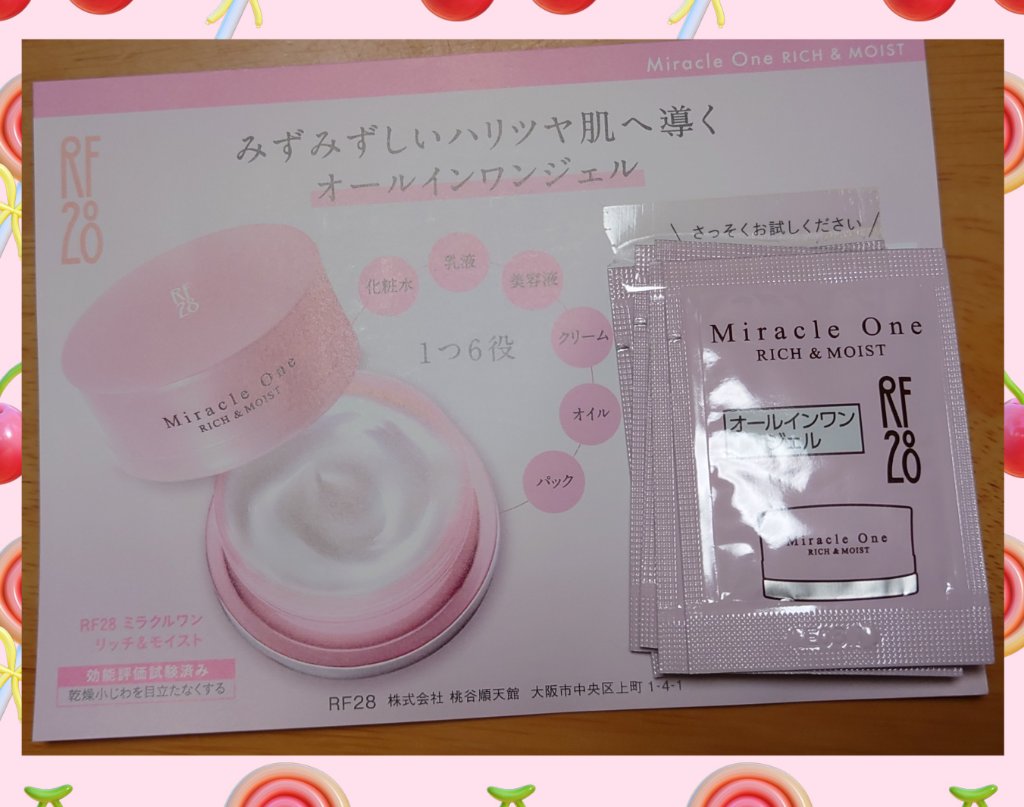 Miracle One RICH & MOIST
RF
28
みずみずしいハリツヤ肌へ導く
オールインワンジェル
RF
28
Miracle One
RICH & MOIST
化粧水
乳液
美容液
クリーム
オイル
パック
1つ6役
RF28 ミラクルワン
リッチ&モイスト
効能評価試験済み
乾燥小じわを目立たなくする
RF28 株式会社 桃谷順天館 大阪市中央区上町 1-4-1
\ さっそくお試しください /
Miracle One
RICH & MOIST
オールインワン
ジェル
RF
28
Miracle One
RICH & MOIST